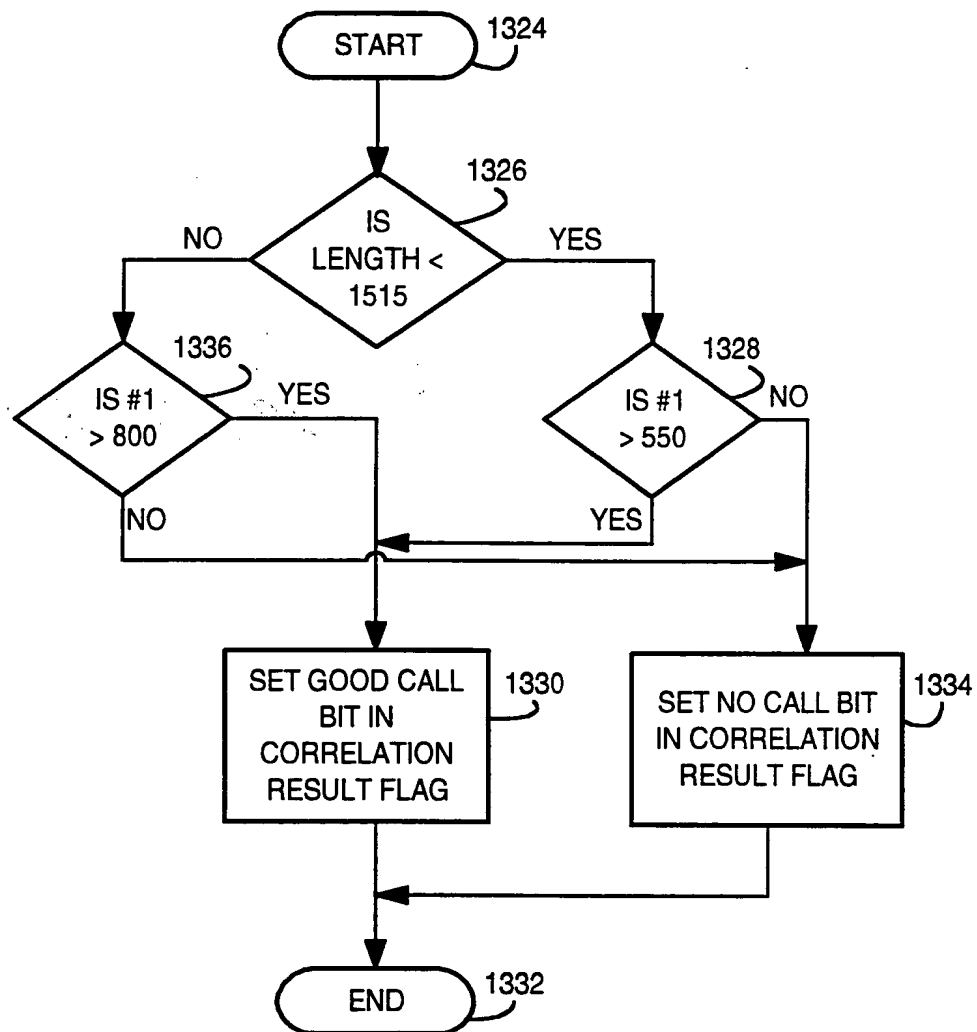 START
1324
1326
IS
LENGTH <
1515
NO
YES
1336
IS #1
> 800
YES
NO
1328
IS #1
> 550
NO
YES
SET GOOD CALL
BIT IN
CORRELATION
RESULT FLAG
1330
SET NO CALL BIT
IN CORRELATION
RESULT FLAG
1334
END
1332